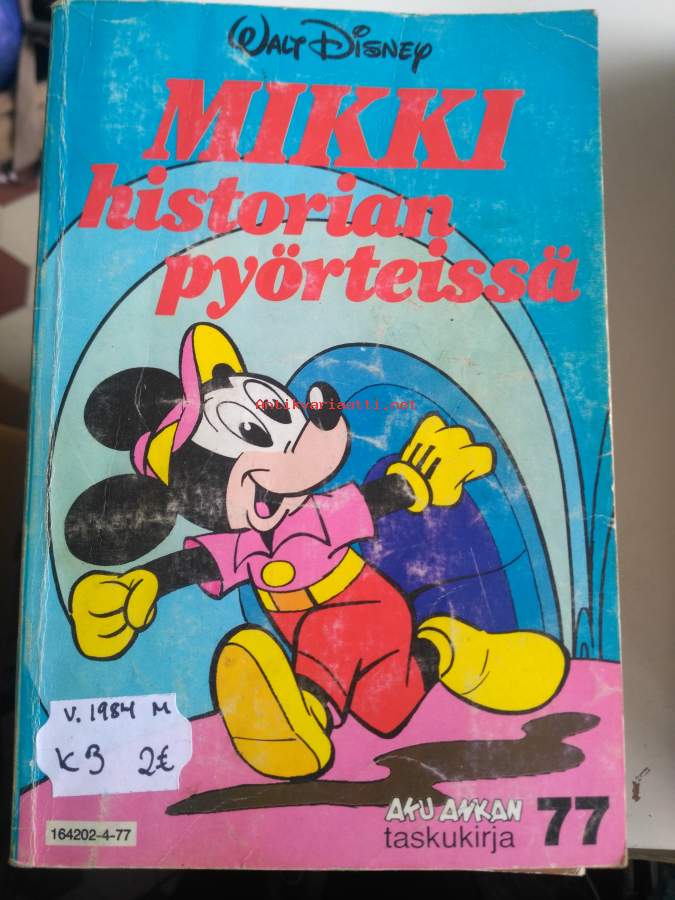 WALT DISNEY
MIKKI
historian
pyörteissä
Antikvariaatti.net
V. 1984 M
K3 2€
164202-4-77
AKU ANKAN
taskukirja 77